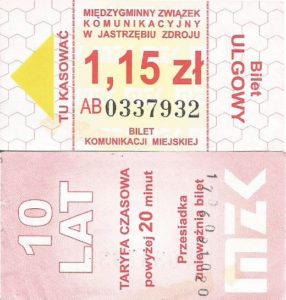 MIĘDZYGMINNY ZWIĄZEK
KOMUNIKACYJNY
W JASTRZĘBIU ZDROJU
TU KASOWAĆ
1,15 zł
AB 0337932
BILET
KOMUNIKACJI MIEJSKIEJ
Bilet
ULGOWY
10
LAT
TARYFA CZASOWA
powyżej 20 minut
Przesiadka
unieważnia bilet
MZK